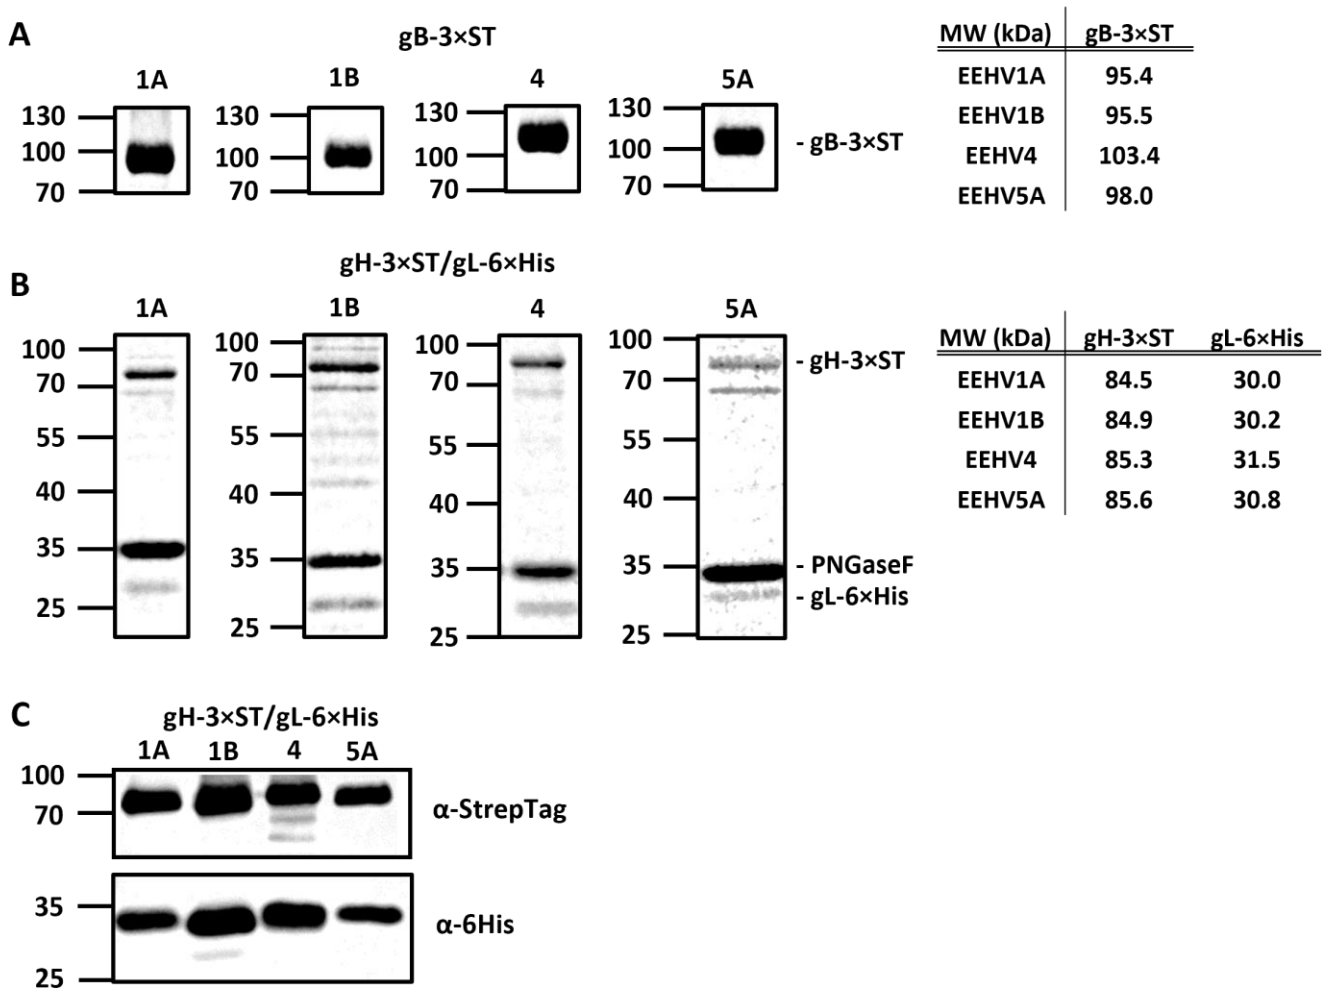 A
gB-3×ST
1A
1B
4
5A
130
100
70
130
100
70
130
100
70
130
100
70
- gB-3×ST
MW (kDa) gB-3×ST
EEHV1A 95.4
EEHV1B 95.5
EEHV4 103.4
EEHV5A 98.0
B
gH-3×ST/gL-6×His
1A
1B
4
5A
100
70
55
40
35
25
100
70
55
40
35
25
100
70
55
40
35
25
100
70
55
40
35
25
- gH-3×ST
- PNGaseF
- gL-6×His
MW (kDa) gH-3×ST gL-6×His
EEHV1A 84.5 30.0
EEHV1B 84.9 30.2
EEHV4 85.3 31.5
EEHV5A 85.6 30.8
C
gH-3×ST/gL-6×His
1A 1B 4 5A
100
70
α-StrepTag
35
25
α-6His